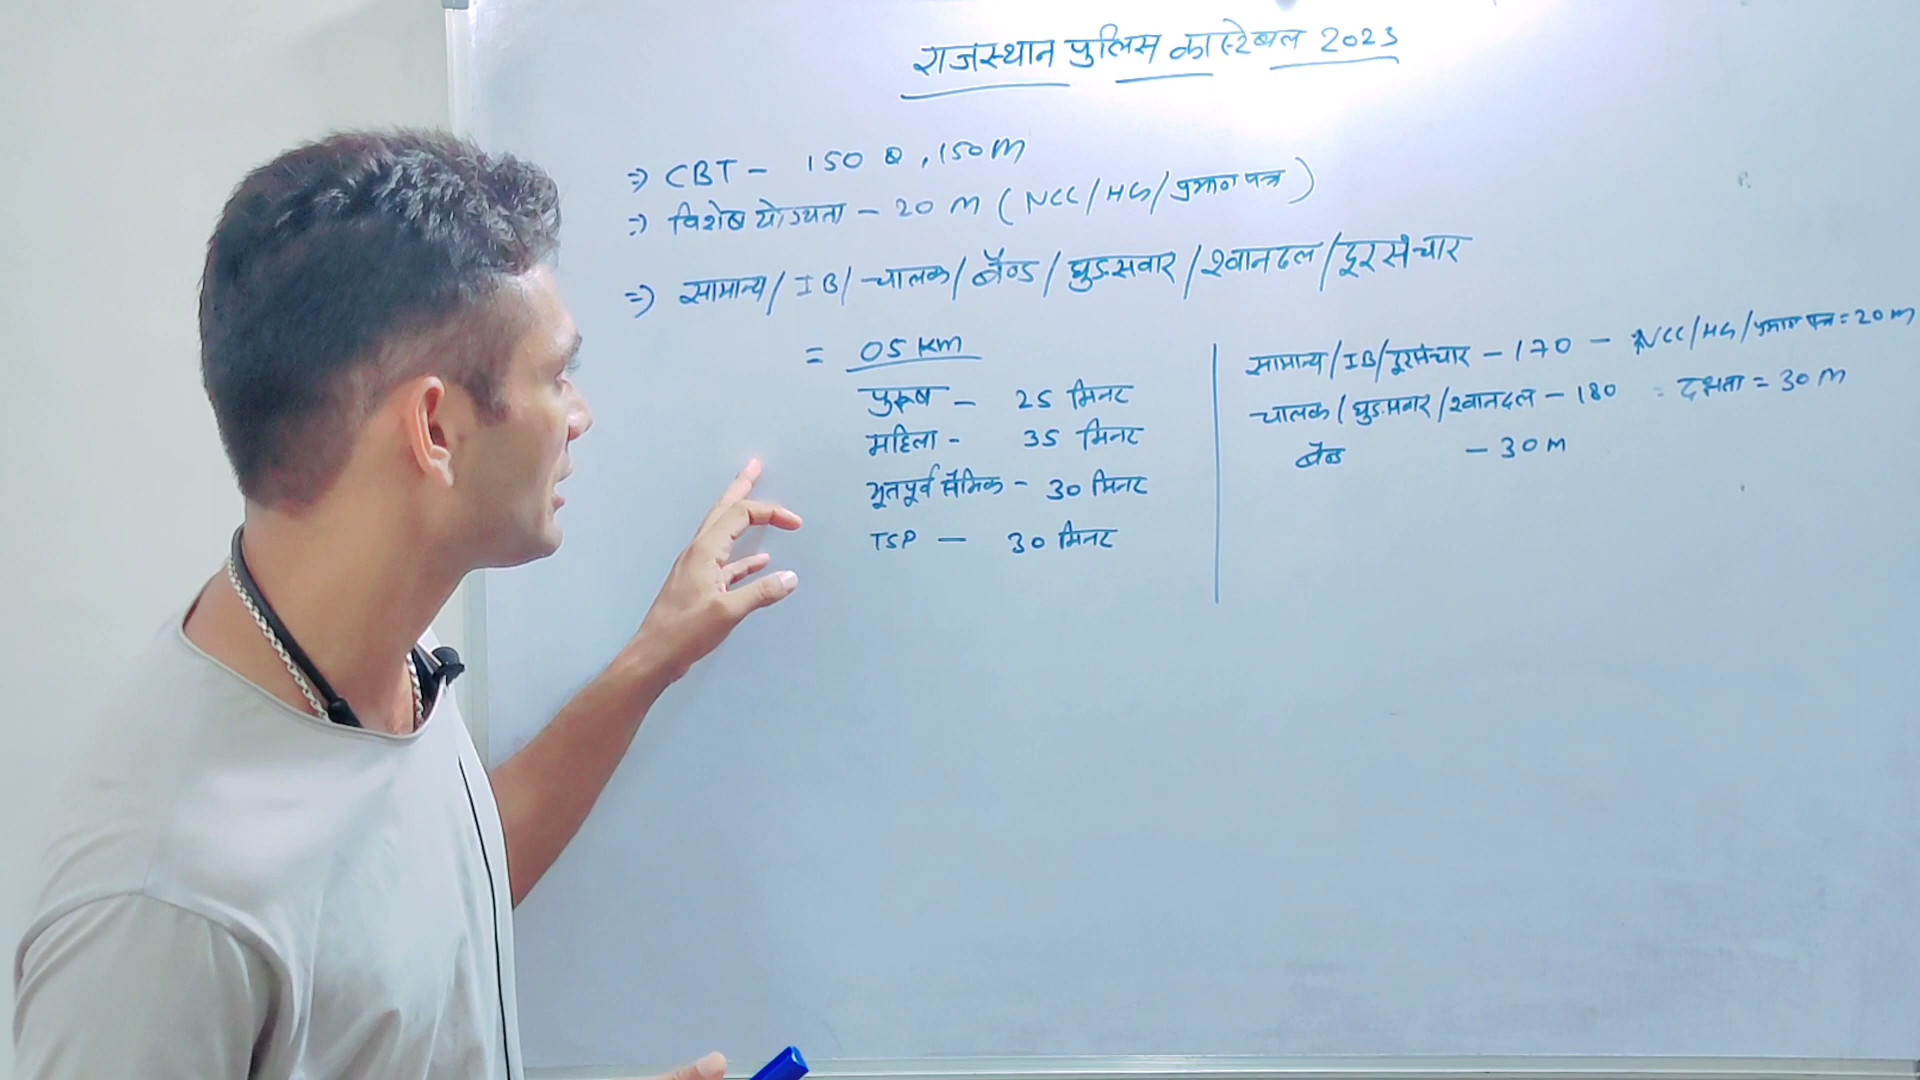 राजस्थान पुलिस कास्टेबल 2023
=> CBT - 150 Q, 150 M
=> विशेष योग्यता - 20 M (NCC/HG/प्रमाण पत्र)
=> सामान्य/IB/चालक/बैण्ड/घुड़सवार/श्वानदल/दूरसंचार
= 05 KM
पुरूष - 25 मिनट
महिला - 35 मिनट
भूतपूर्व सैनिक - 30 मिनट
TSP - 30 मिनट
सामान्य/IB/दूरसंचार - 170 - NCC/HG/प्रमाण पत्र = 20 M
चालक/घुड़सवार/श्वानदल - 180 = दक्षता = 30 M
बैण्ड - 30 M